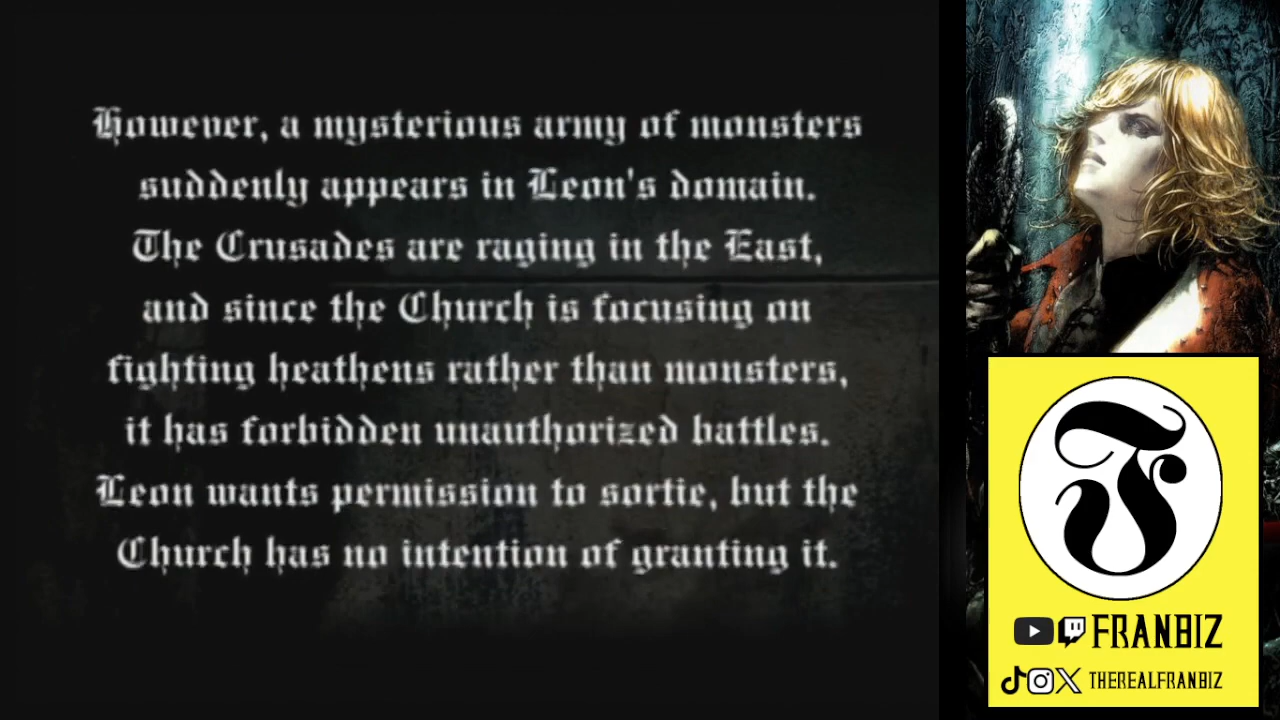 However, a mysterious army of monsters
suddenly appears in Leon's domain.
The Crusades are raging in the East,
and since the Church is focusing on
fighting heathens rather than monsters,
it has forbidden unauthorized battles.
Leon wants permission to sortie, but the
Church has no intention of granting it.
F
FRANBIZ
THEREALFRANBIZ